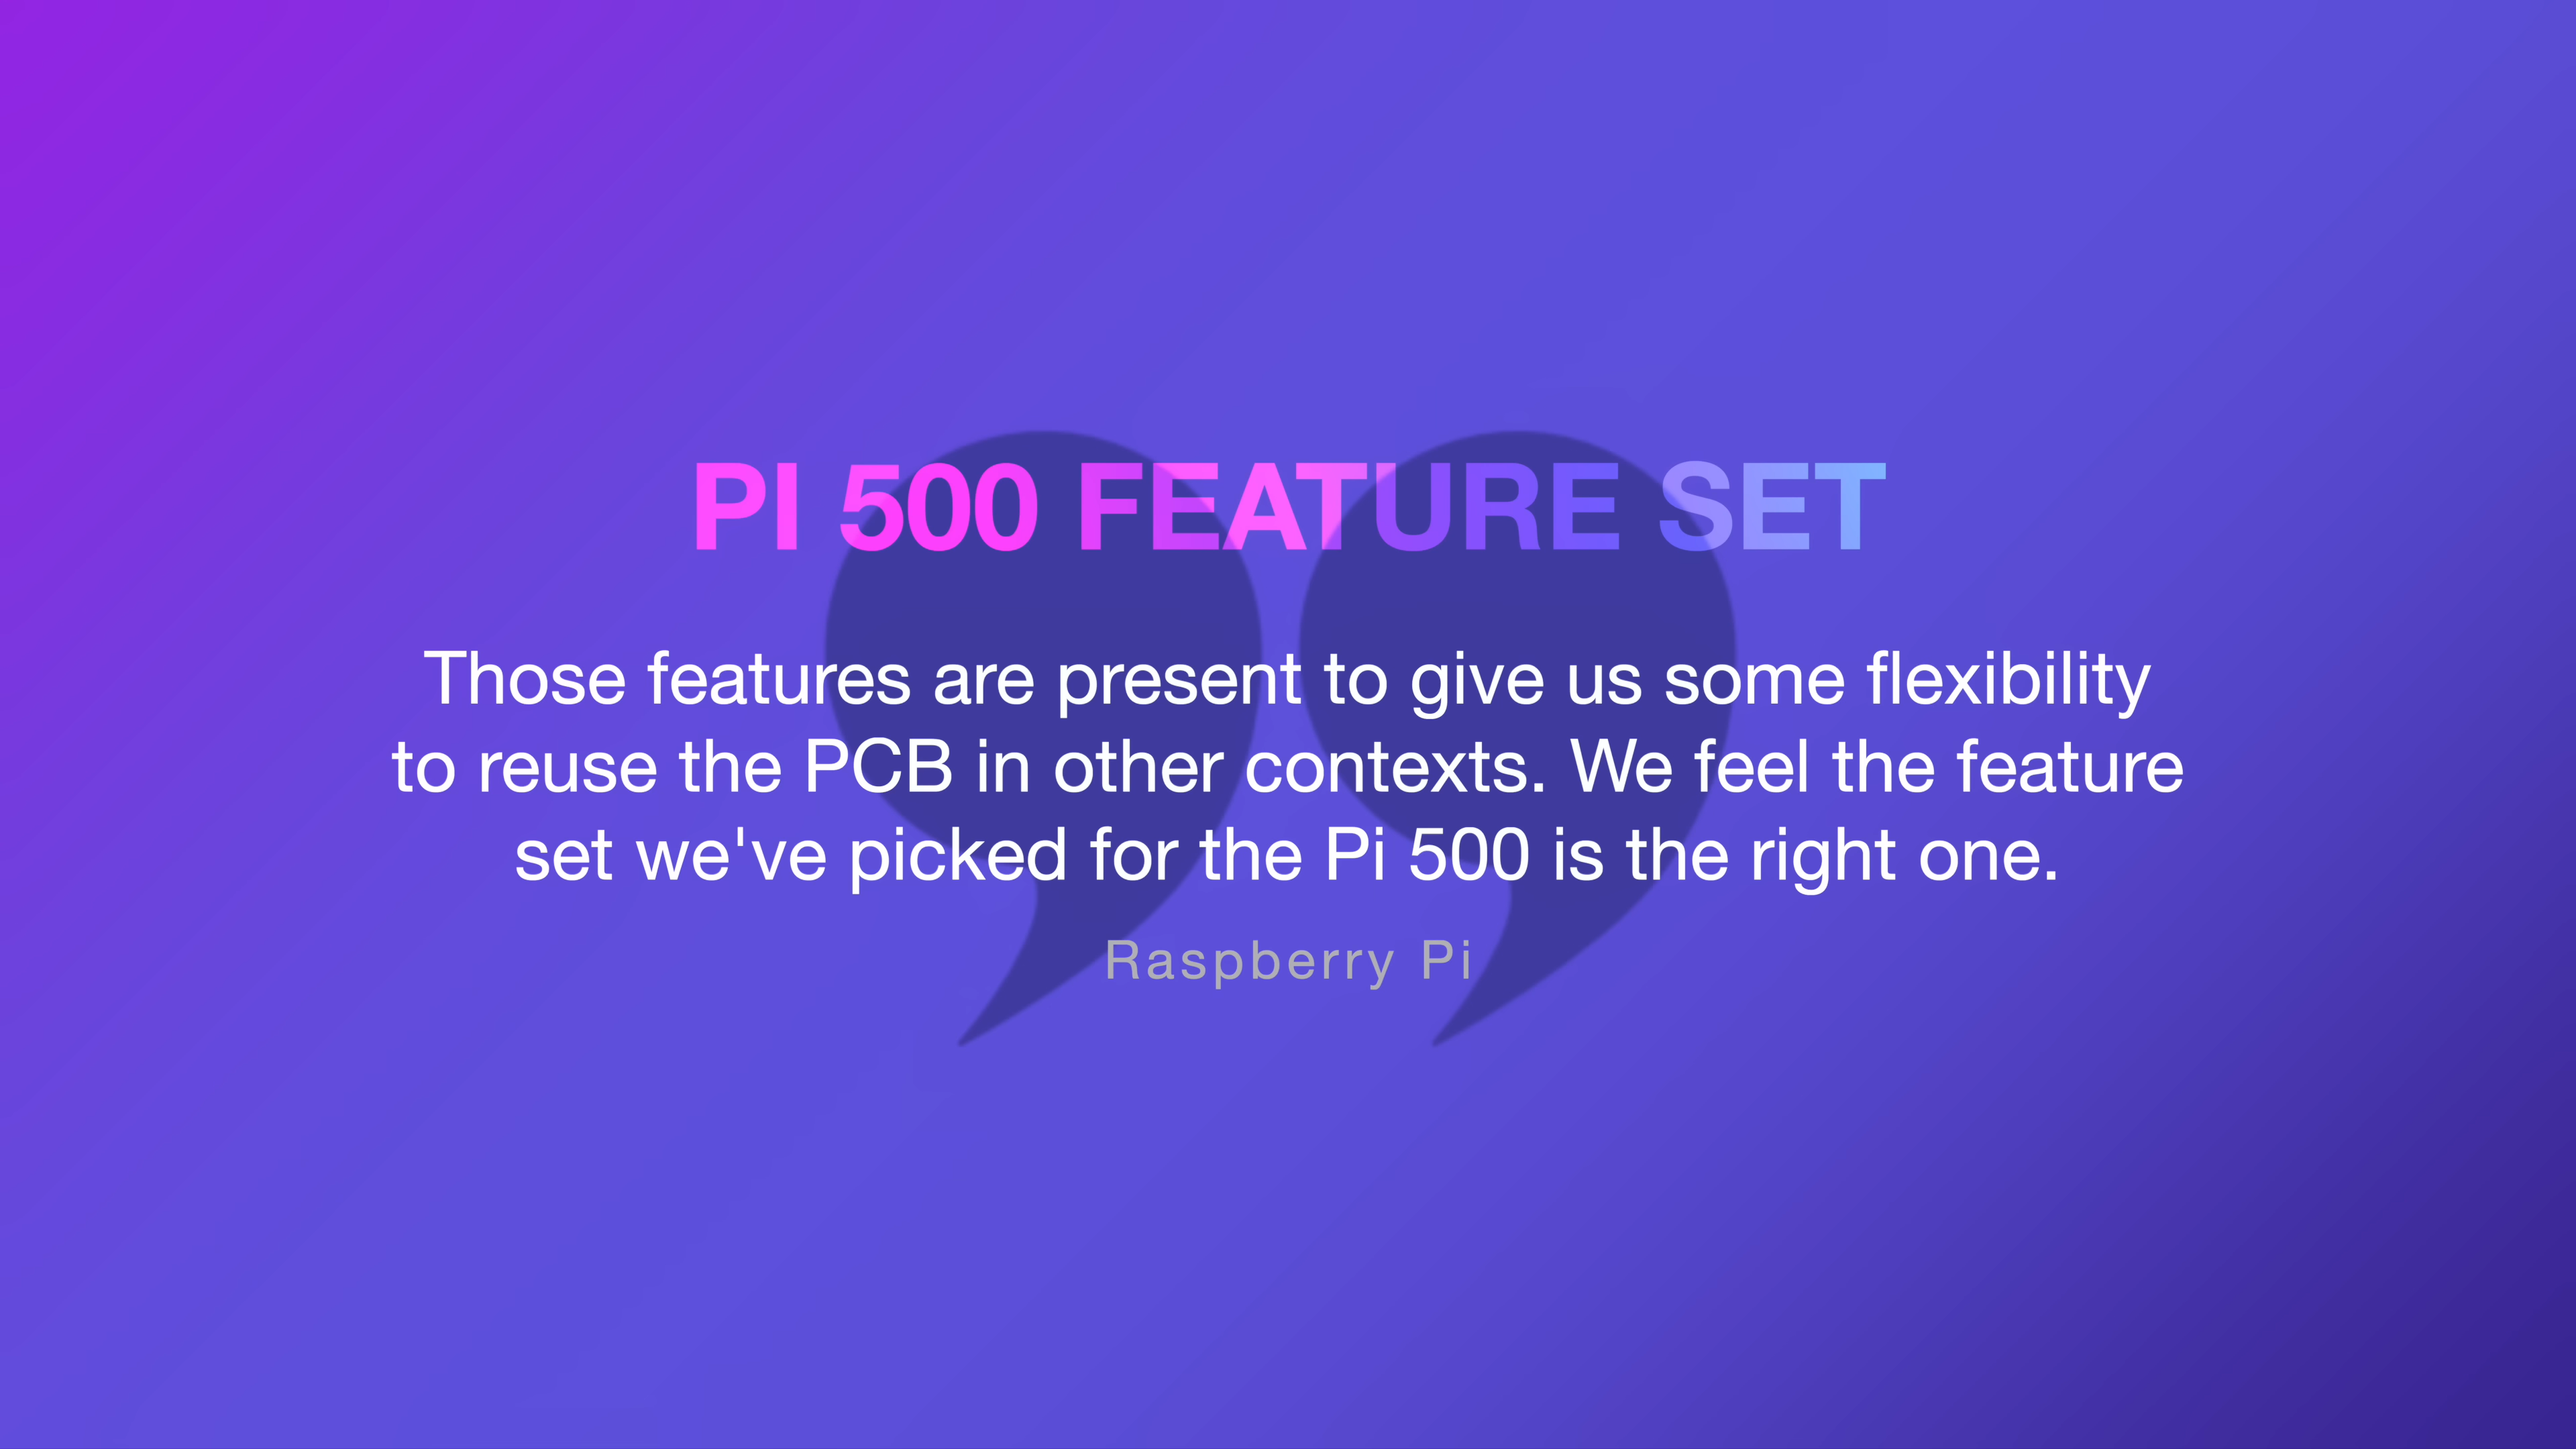 PI 500 FEATURE SET
Those features are present to give us some flexibility
to reuse the PCB in other contexts. We feel the feature
set we've picked for the Pi 500 is the right one.
Raspberry Pi